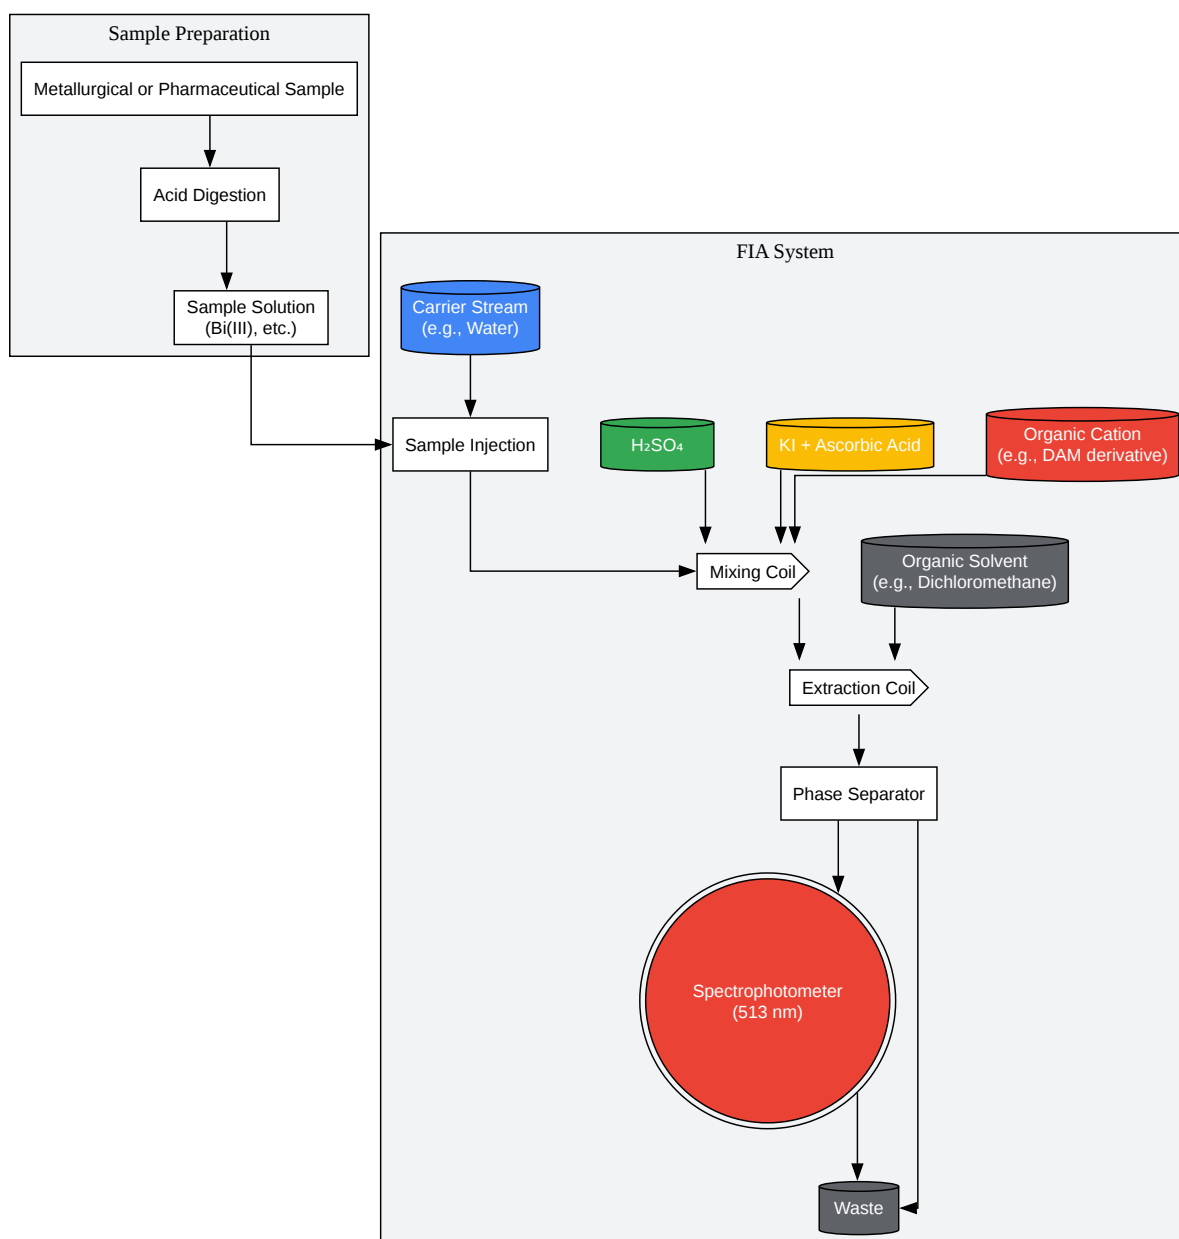 Sample Preparation
Metallurgical or Pharmaceutical Sample
Acid Digestion
Sample Solution
(Bi(III), etc.)
FIA System
Carrier Stream
(e.g., Water)
Sample Injection
H₂SO₄
KI + Ascorbic Acid
Organic Cation
(e.g., DAM derivative)
Mixing Coil
Organic Solvent
(e.g., Dichloromethane)
Extraction Coil
Phase Separator
Spectrophotometer
(513 nm)
Waste